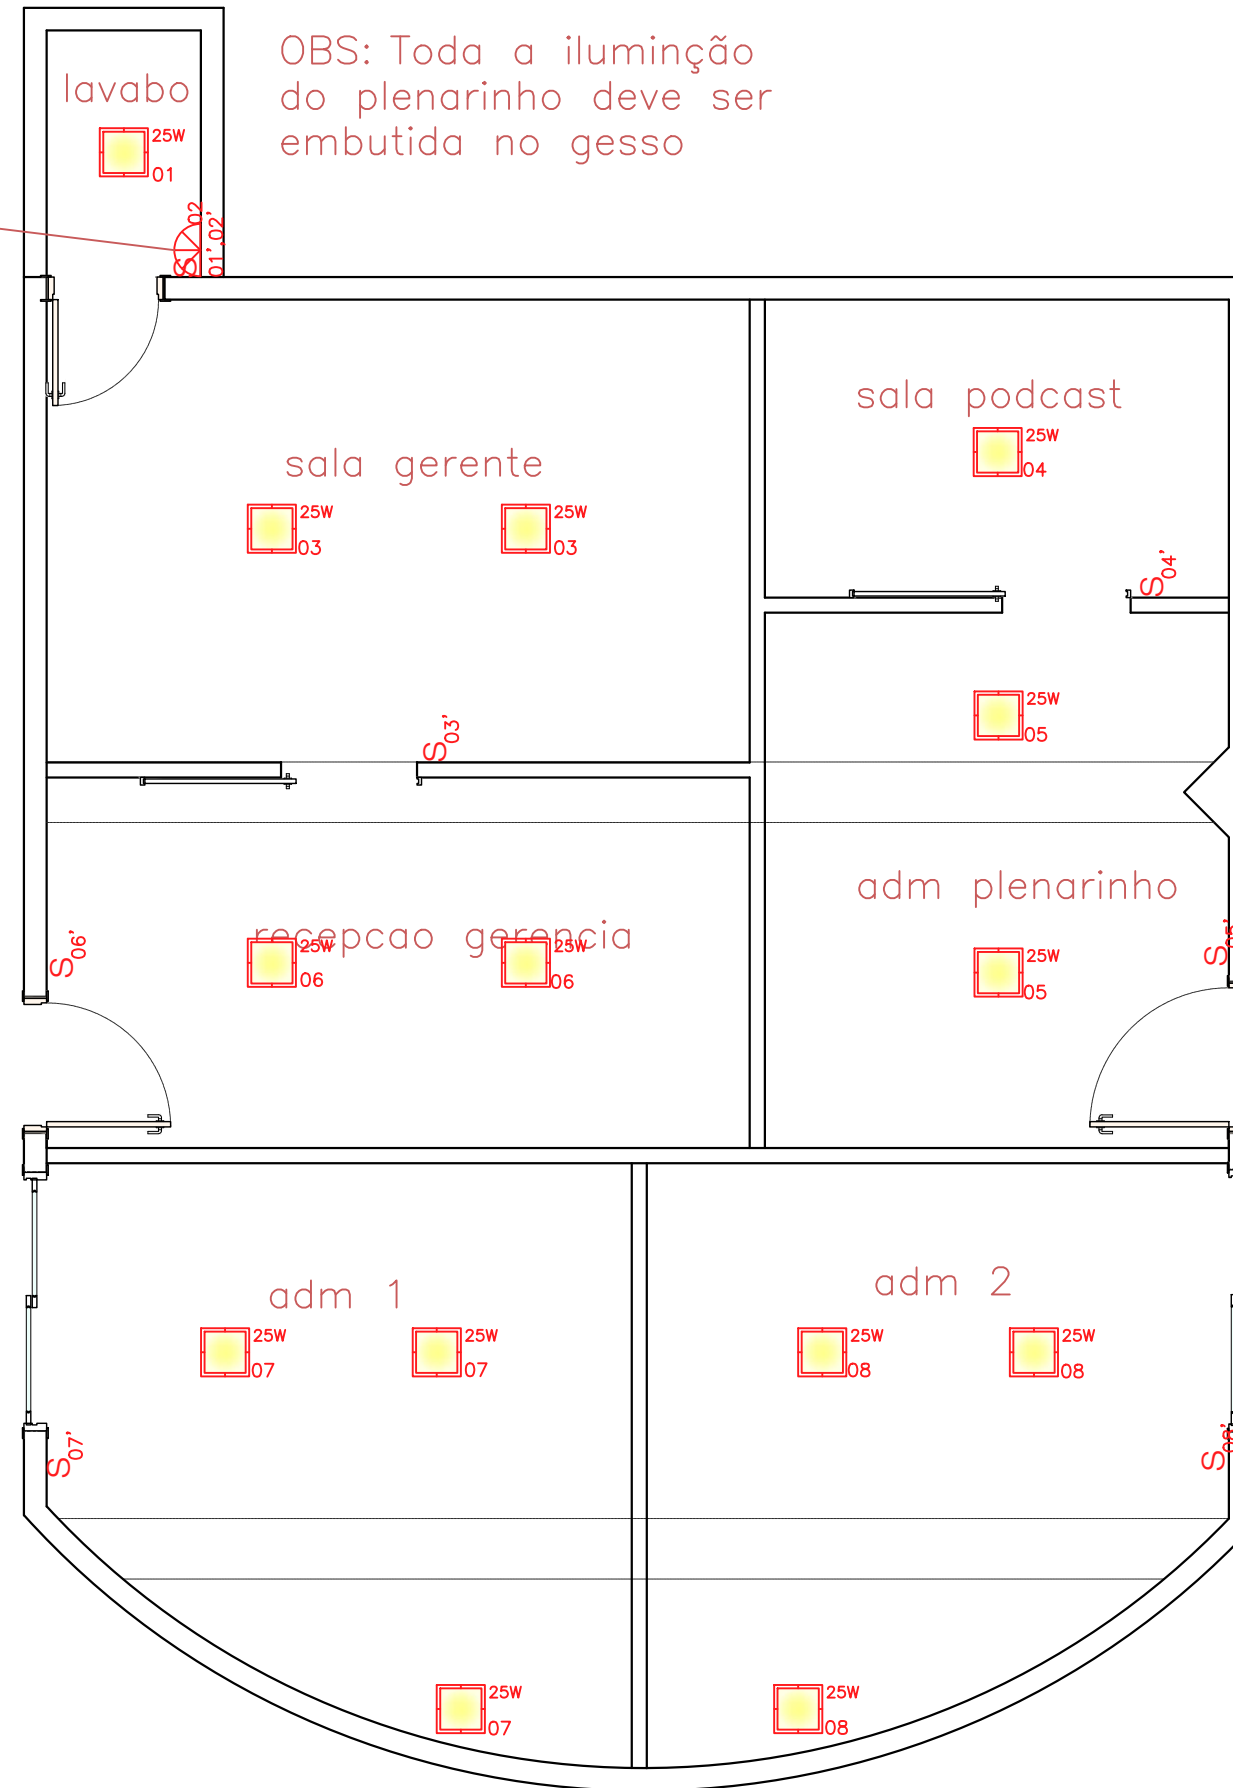 OBS: Toda a iluminção
do plenarinho deve ser
embutida no gesso
lavabo
25W
01
S 02
01',02'
sala podcast
25W
04
S04'
sala gerente
25W
03
25W
03
S03'
25W
05
adm plenarinho
25W
05
S05'
recepcao gerencia
25W
06
25W
06
S06'
adm 1
25W
07
25W
07
S07'
25W
07
adm 2
25W
08
25W
08
S08'
25W
08